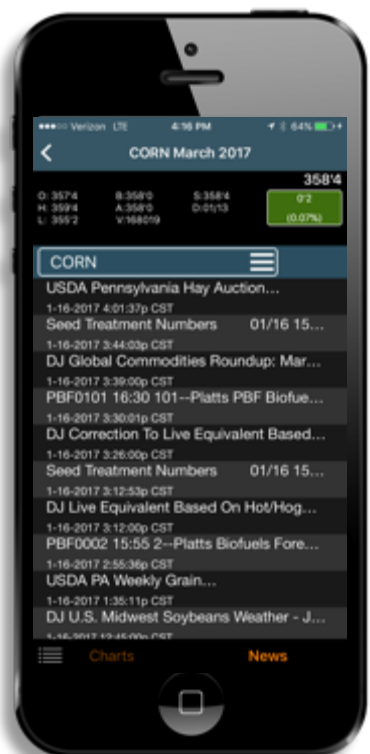 Verizon LTE 4:16 PM 64%
CORN March 2017
358'4
O: 357'4 B:358'0 S:358'4 0'2
H: 359'4 A:358'0 D:01/13
L: 355'2 V:168019 (0.07%)
CORN
USDA Pennsylvania Hay Auction...
1-16-2017 4:01:37p CST
Seed Treatment Numbers 01/16 15...
1-16-2017 3:44:03p CST
DJ Global Commodities Roundup: Mar...
1-16-2017 3:39:00p CST
PBF0101 16:30 101--Platts PBF Biofue...
1-16-2017 3:30:01p CST
DJ Correction To Live Equivalent Based...
1-16-2017 3:26:00p CST
Seed Treatment Numbers 01/16 15...
1-16-2017 3:12:53p CST
DJ Live Equivalent Based On Hot/Hog...
1-16-2017 3:12:00p CST
PBF0002 15:55 2--Platts Biofuels Fore...
1-16-2017 2:55:36p CST
USDA PA Weekly Grain...
1-16-2017 1:35:11p CST
DJ U.S. Midwest Soybeans Weather - J...
1-16-2017 12:45:00p CST
Charts News